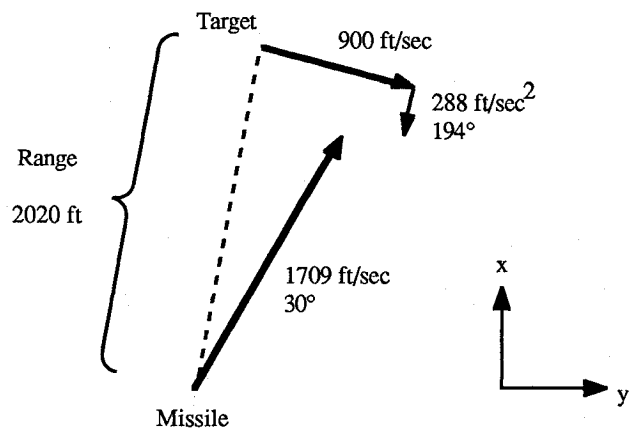 Target
900 ft/sec
288 ft/sec²
194°
Range
2020 ft
1709 ft/sec
30°
x
y
Missile